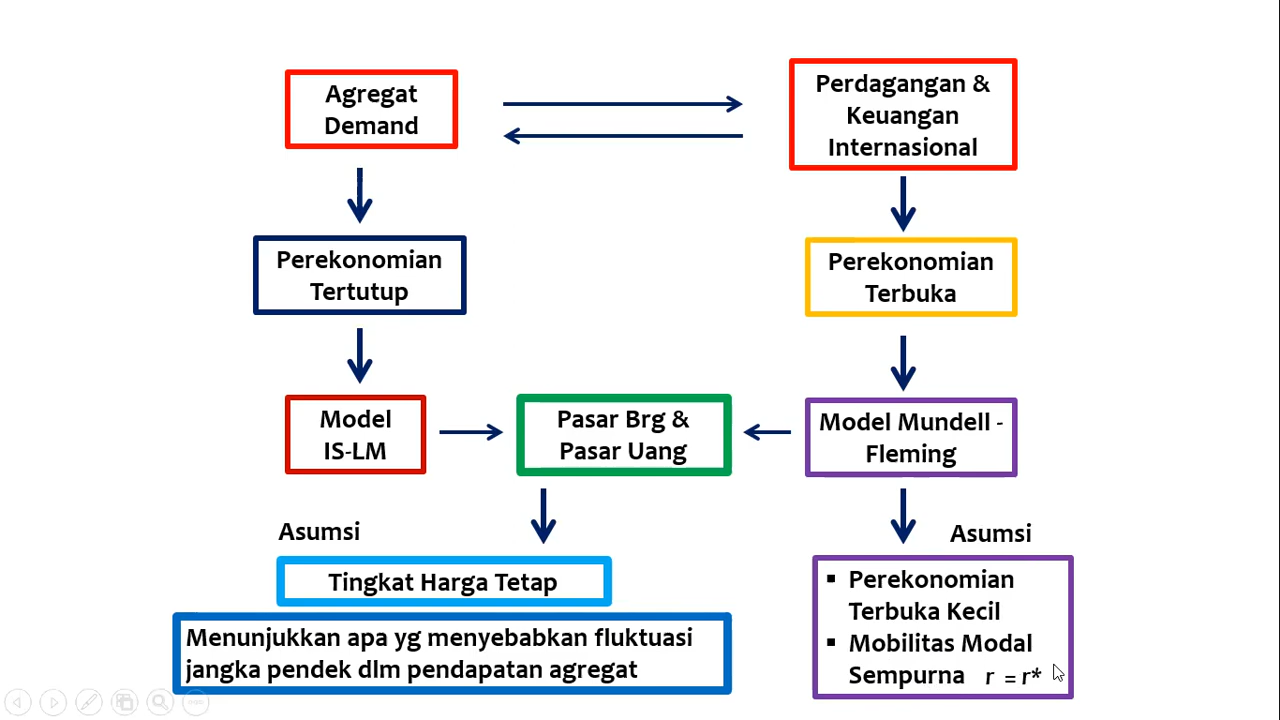 Agregat
Demand
Perdagangan &
Keuangan
Internasional
Perekonomian
Tertutup
Perekonomian
Terbuka
Model
IS-LM
Pasar Brg &
Pasar Uang
Model Mundell -
Fleming
Asumsi
Tingkat Harga Tetap
Menunjukkan apa yg menyebabkan fluktuasi
jangka pendek dlm pendapatan agregat
Asumsi
▪ Perekonomian
Terbuka Kecil
▪ Mobilitas Modal
Sempurna r = r*